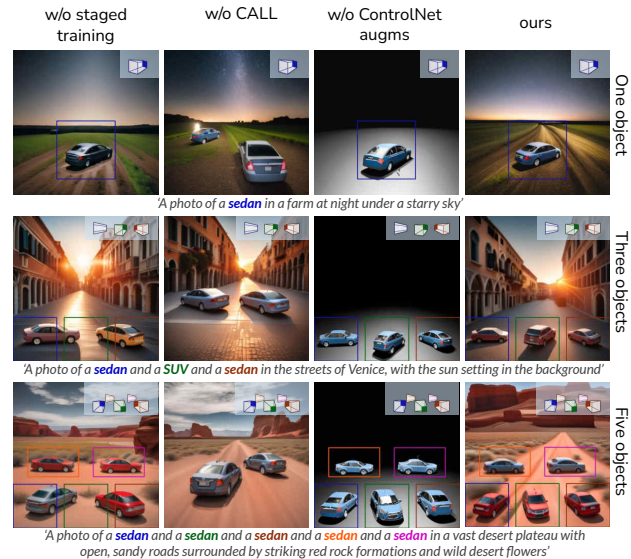 w/o staged training
w/o CALL
w/o ControlNet augms
ours
One object
'A photo of a sedan in a farm at night under a starry sky'
Three objects
'A photo of a sedan and a SUV and a sedan in the streets of Venice, with the sun setting in the background'
Five objects
'A photo of a sedan and a sedan and a sedan and a sedan and a sedan in a vast desert plateau with
open, sandy roads surrounded by striking red rock formations and wild desert flowers'